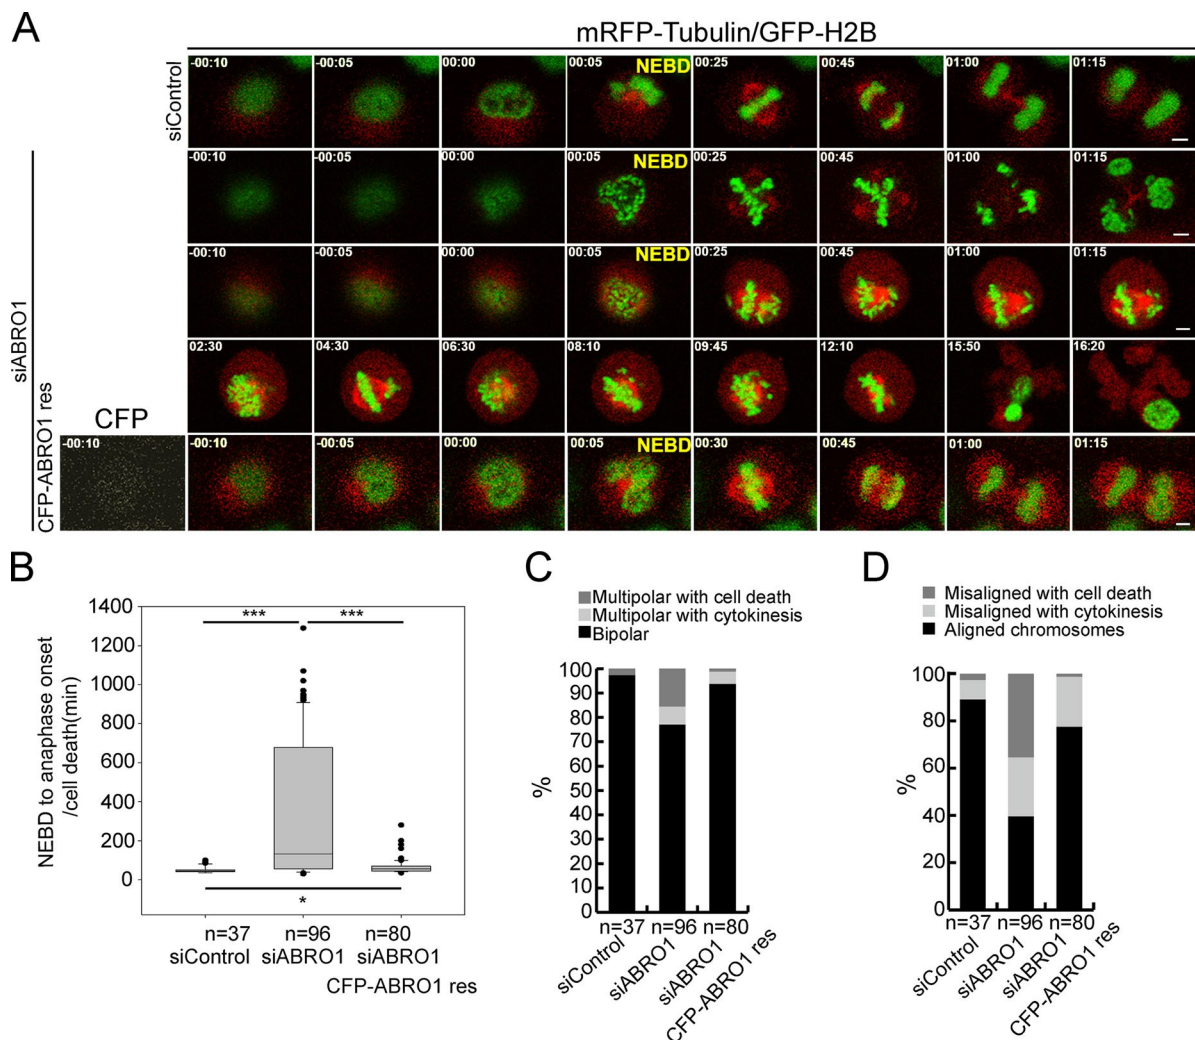 A
mRFP-Tubulin/GFP-H2B
siControl
-00:10
-00:05
00:00
00:05
NEBD
00:25
00:45
01:00
01:15
siABRO1
-00:10
-00:05
00:00
00:05
NEBD
00:25
00:45
01:00
01:15
-00:10
-00:05
00:00
00:05
NEBD
00:25
00:45
01:00
01:15
02:30
04:30
06:30
08:10
09:45
12:10
15:50
16:20
CFP-ABRO1 res
CFP
-00:10
-00:10
-00:05
00:00
00:05
NEBD
00:30
00:45
01:00
01:15
B
NEBD to anaphase onset
/cell death(min)
1400
1200
1000
800
600
400
200
0
***
***
*
n=37
n=96
n=80
siControl
siABRO1
siABRO1
CFP-ABRO1 res
C
Multipolar with cell death
Multipolar with cytokinesis
Bipolar
%
100
90
80
70
60
50
40
30
20
10
0
n=37
n=96
n=80
siControl
siABRO1
siABRO1
CFP-ABRO1 res
D
Misaligned with cell death
Misaligned with cytokinesis
Aligned chromosomes
%
100
80
60
40
20
0
n=37
n=96
n=80
siControl
siABRO1
siABRO1
CFP-ABRO1 res